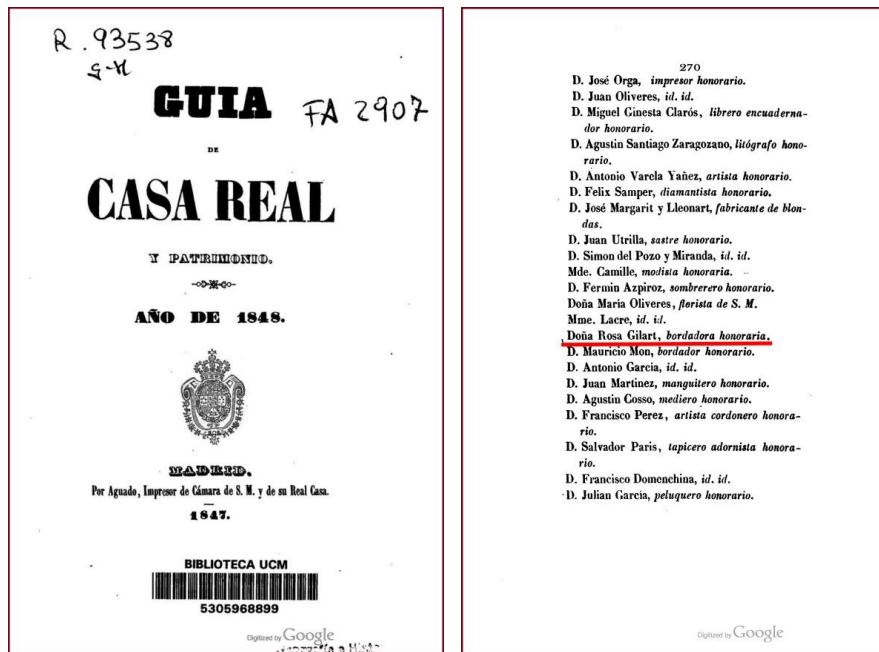 R. 93538
G-H
GUIA
FA 2907
DE
CASA REAL
Y PATRIMONIO.
AÑO DE 1848.
MADRID.
Por Aguado, Impresor de Cámara de S. M. y de su Real Casa.
1847.
BIBLIOTECA UCM
5305968899
Digitized by Google
270
D. José Orga, impresor honorario.
D. Juan Oliveres, id. id.
D. Miguel Ginesta Clarós, librero encuaderna-
dor honorario.
D. Agustin Santiago Zaragozano, litógrafo hono-
rario.
D. Antonio Varela Yañez, artista honorario.
D. Felix Samper, diamantista honorario.
D. José Margarit y Lleonart, fabricante de blon-
das.
D. Juan Utrilla, sastre honorario.
D. Simon del Pozo y Miranda, id. id.
Mde. Camille, modista honoraria.
D. Fermin Azpiroz, sombrerero honorario.
Doña Maria Oliveres, florista de S. M.
Mme. Lacre, id. id.
Doña Rosa Gilart, bordadora honoraria.
D. Mauricio Mon, bordador honorario.
D. Antonio Garcia, id. id.
D. Juan Martinez, manguitero honorario.
D. Agustin Cosso, mediero honorario.
D. Francisco Perez, artista cordonero honora-
rio.
D. Salvador Paris, tapicero adornista honora-
rio.
D. Francisco Domenchina, id. id.
D. Julian Garcia, peluquero honorario.
Digitized by Google